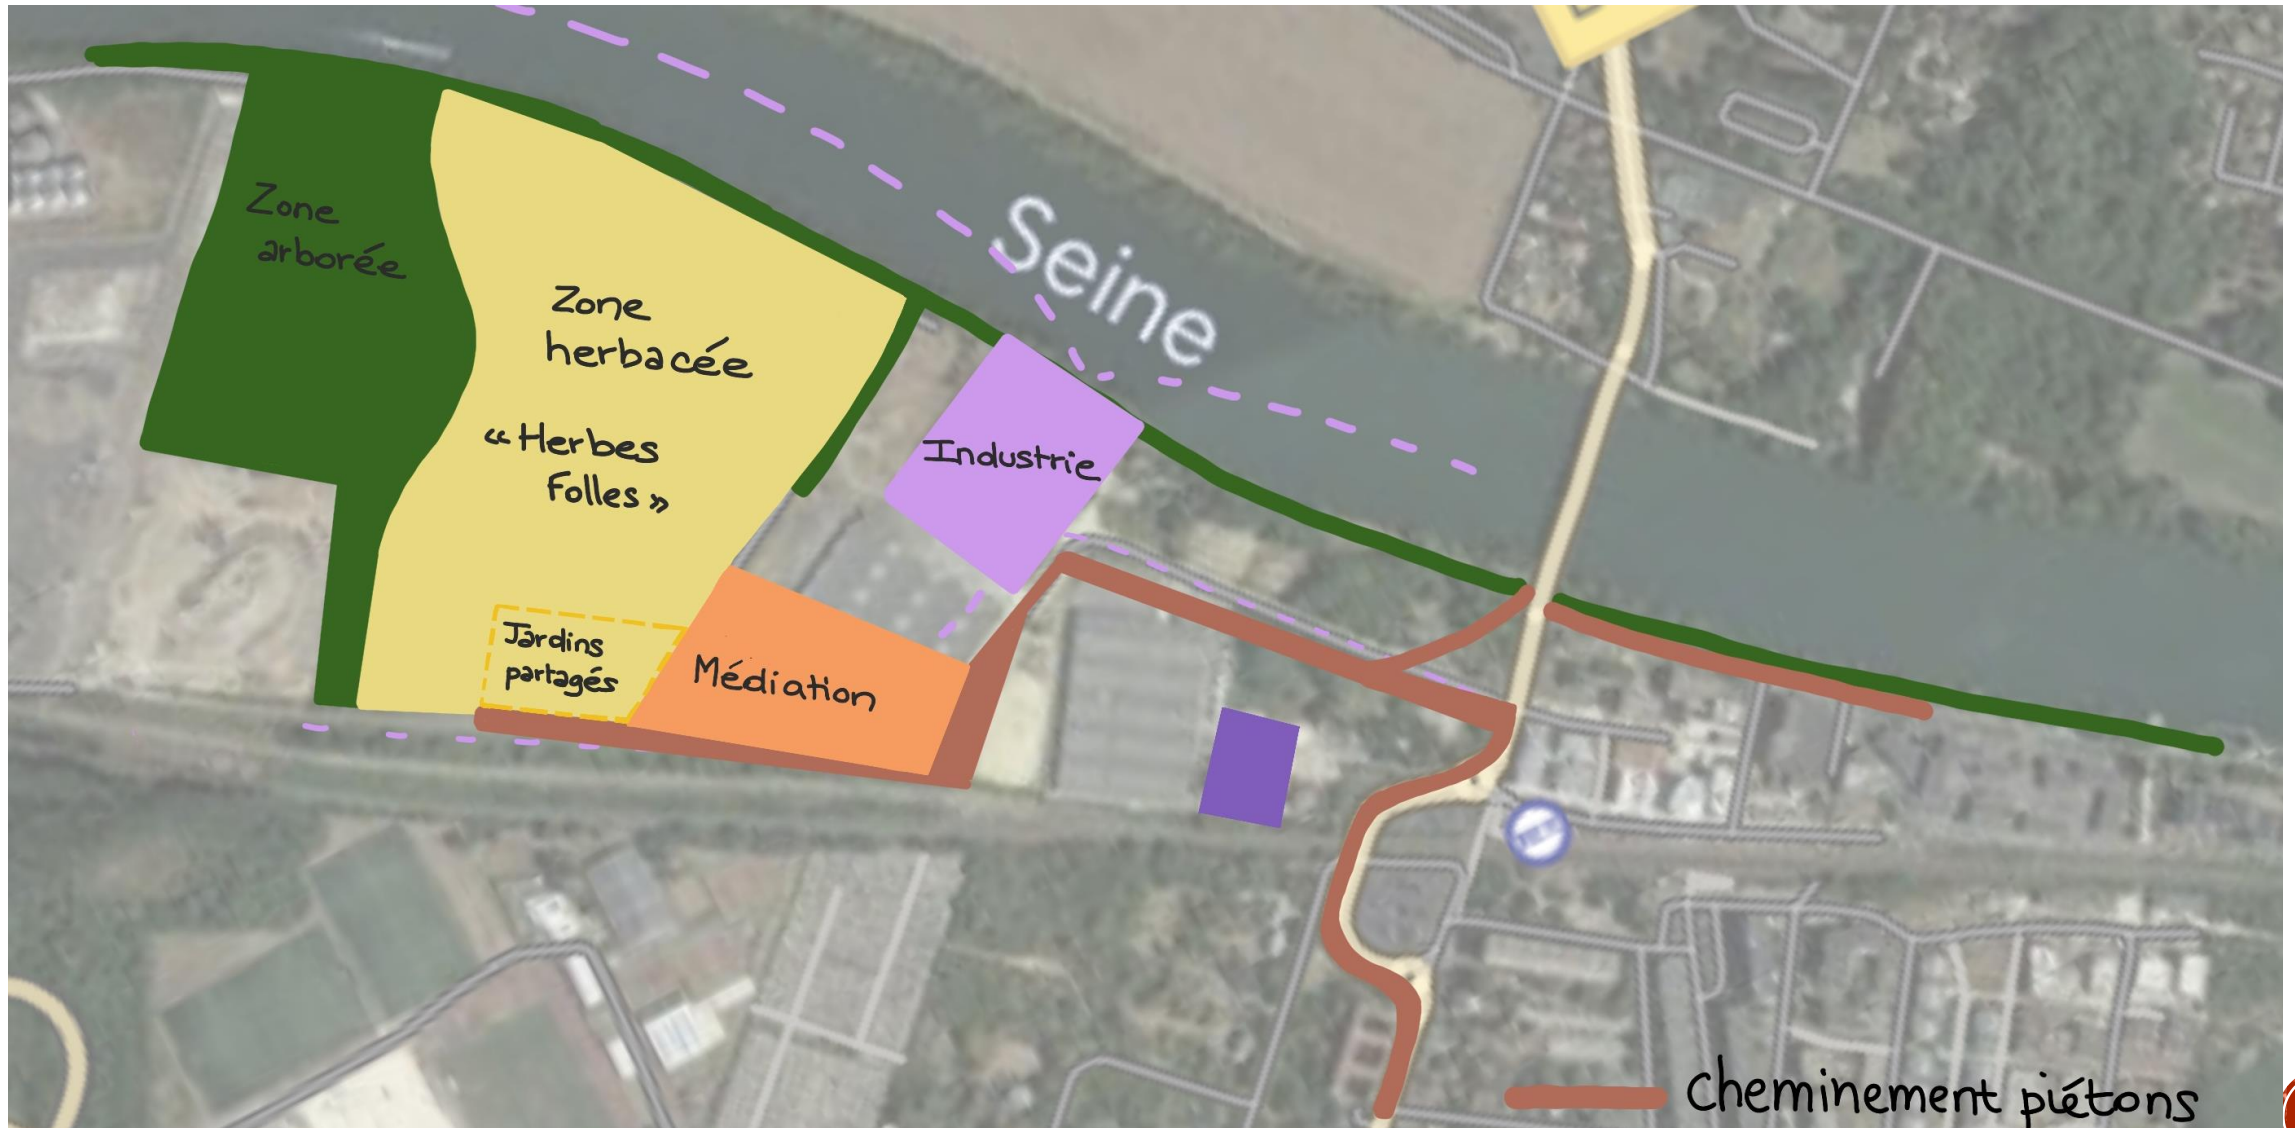 Zone
arborée
Zone
herbacée
« Herbes
Folles »
Jardins
partagés
Médiation
Industrie
Seine
cheminement piétons